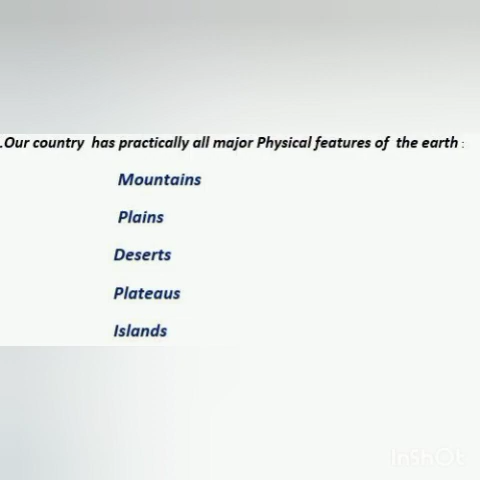 .Our country has practically all major Physical features of the earth :
Mountains
Plains
Deserts
Plateaus
Islands
InShOt